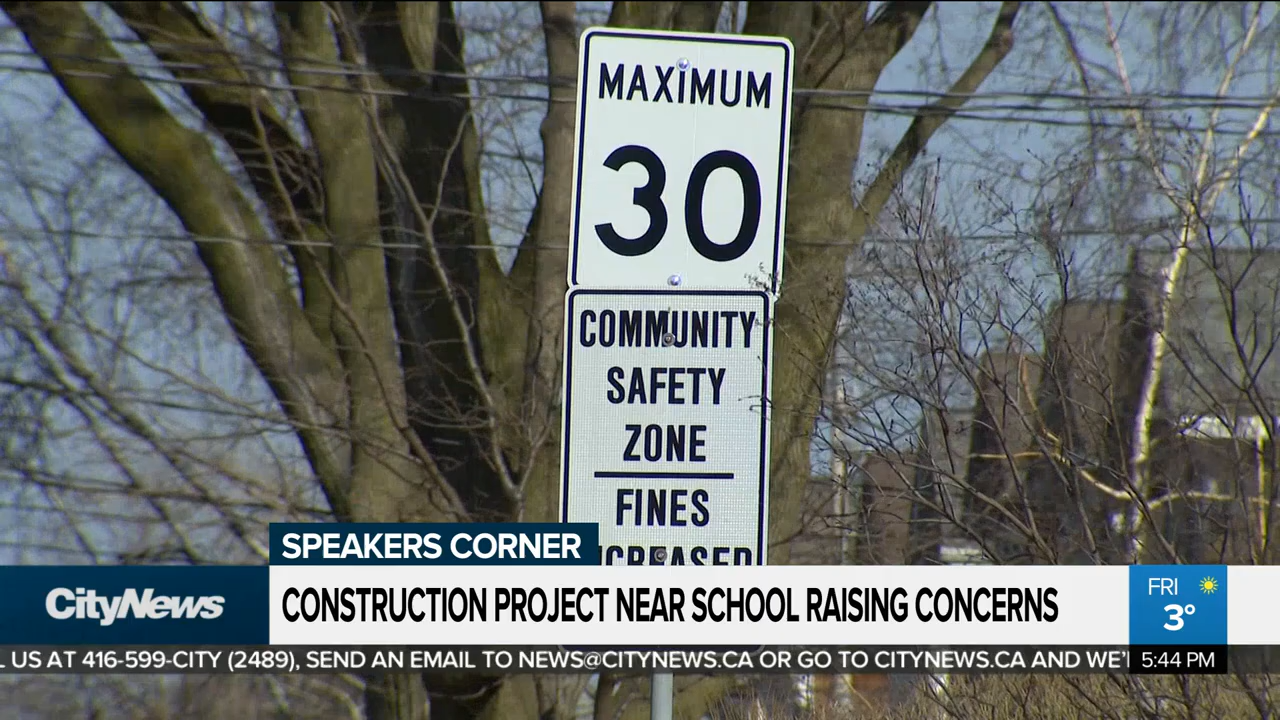 MAXIMUM
30
COMMUNITY
SAFETY
ZONE
FINES
INCREASED
SPEAKERS CORNER
CityNews
CONSTRUCTION PROJECT NEAR SCHOOL RAISING CONCERNS
FRI
3°
L US AT 416-599-CITY (2489), SEND AN EMAIL TO NEWS@CITYNEWS.CA OR GO TO CITYNEWS.CA AND WE'
5:44 PM